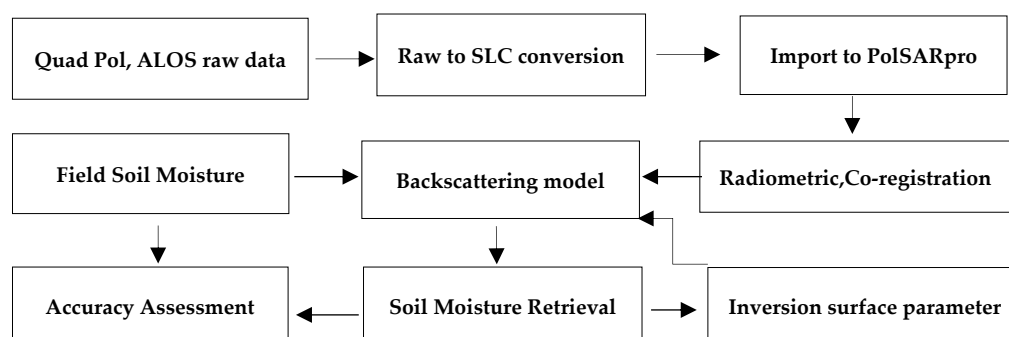 Quad Pol, ALOS raw data
Raw to SLC conversion
Import to PolSARpro
Field Soil Moisture
Backscattering model
Radiometric,Co-registration
Accuracy Assessment
Soil Moisture Retrieval
Inversion surface parameter